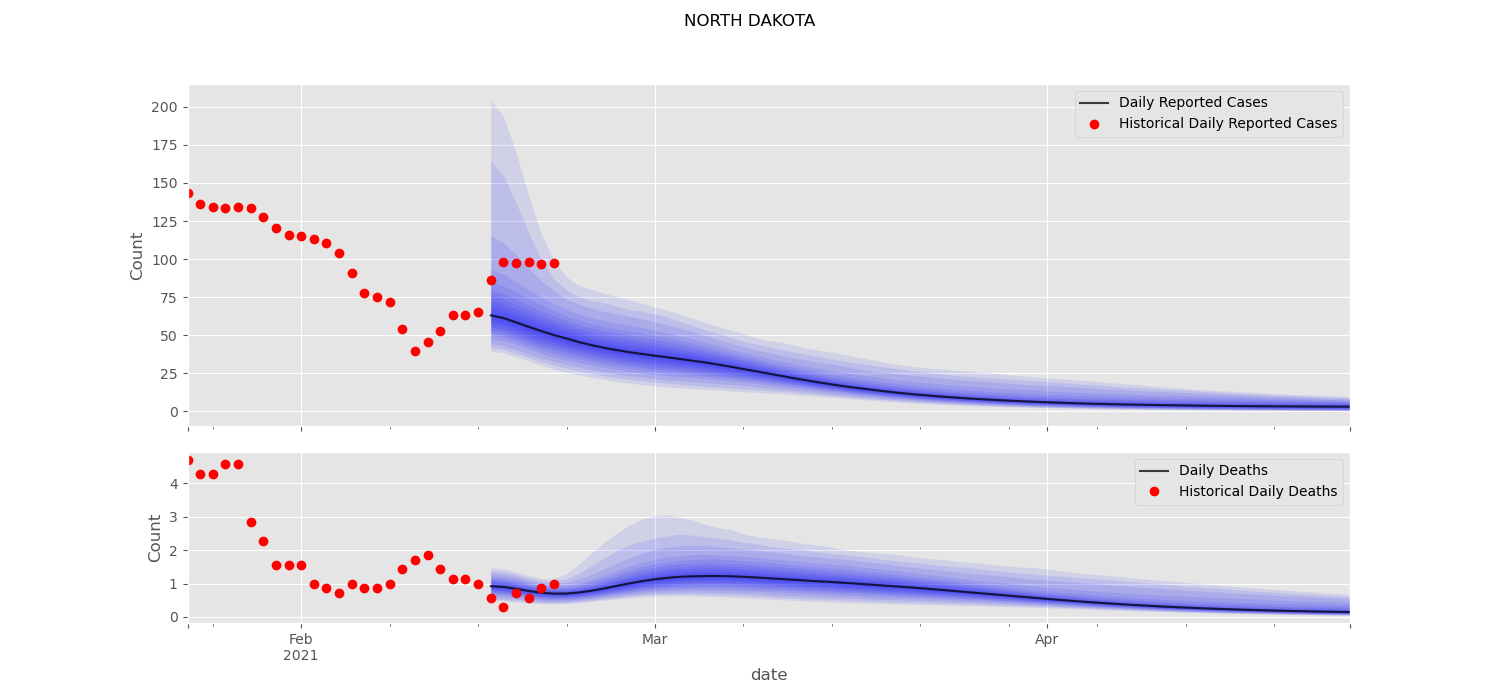 NORTH DAKOTA
200
175
150
125
100
75
50
25
0
Count
Daily Reported Cases
Historical Daily Reported Cases
4
3
2
1
0
Count
Daily Deaths
Historical Daily Deaths
Feb
2021
Mar
Apr
date